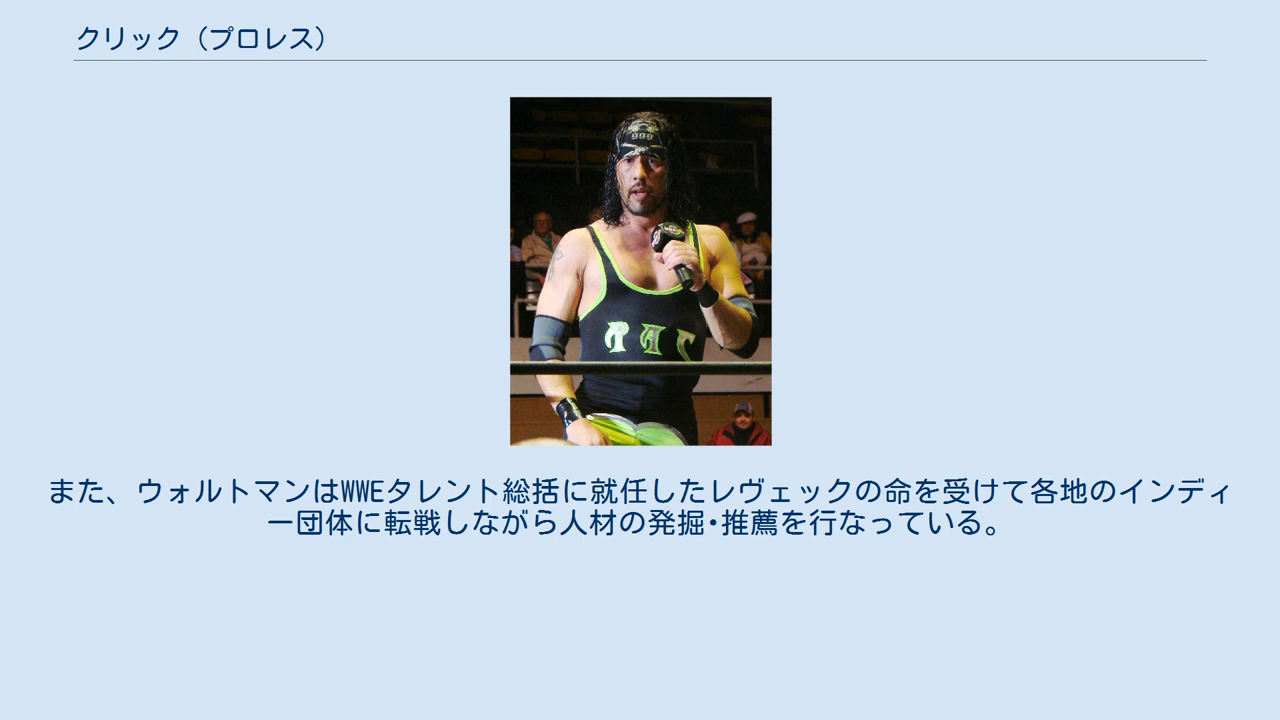 クリック（プロレス）
999
RAC
また、ウォルトマンはWWEタレント総括に就任したレヴェックの命を受けて各地のインディ
ー団体に転戦しながら人材の発掘・推薦を行なっている。